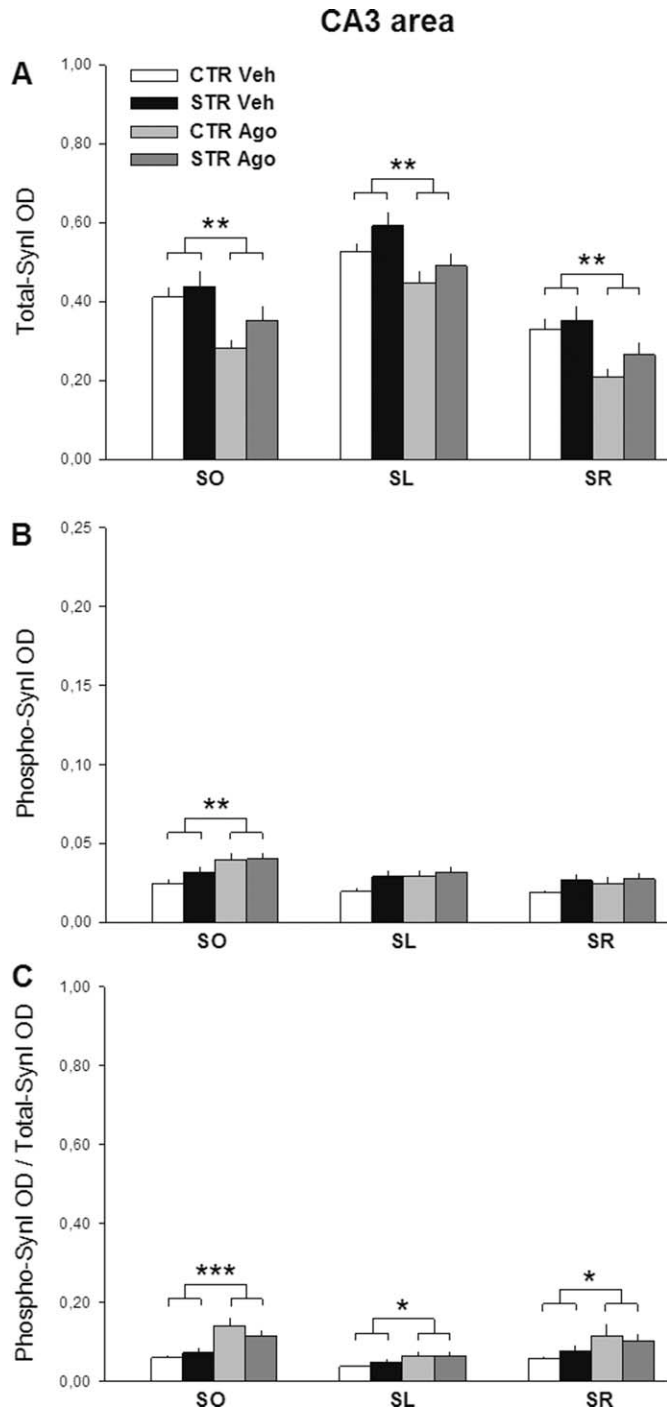 CA3 area
A
Total-SynI OD
1,00
0,80
0,60
0,40
0,20
0,00
CTR Veh
STR Veh
CTR Ago
STR Ago
**
**
**
SO
SL
SR
B
Phospho-SynI OD
0,25
0,20
0,15
0,10
0,05
0,00
**
SO
SL
SR
C
Phospho-SynI OD / Total-SynI OD
1,00
0,80
0,60
0,40
0,20
0,00
***
*
*
SO
SL
SR